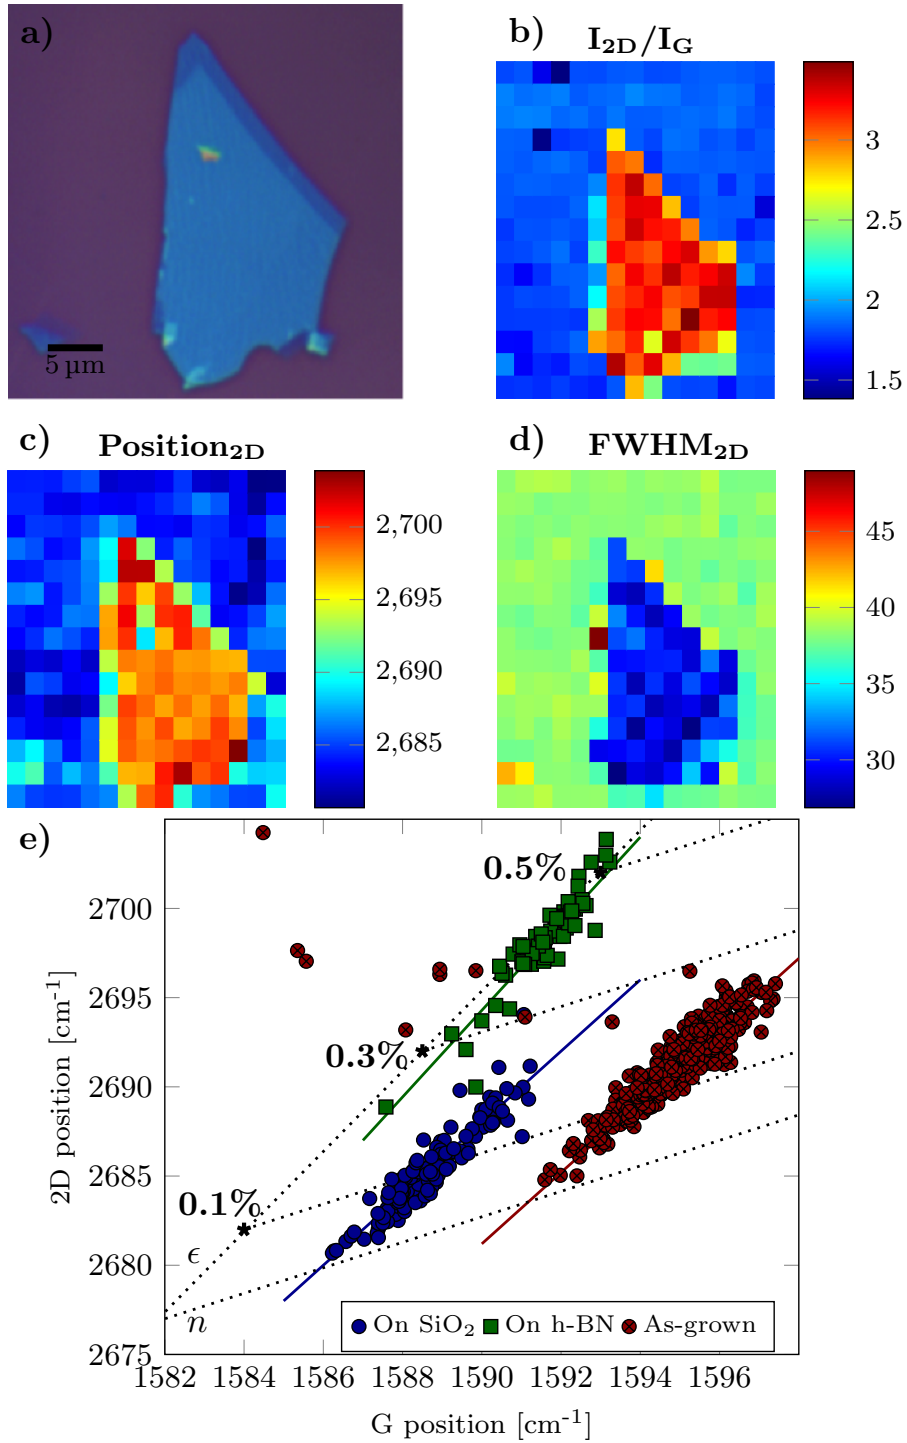 a)
5 µm
b)
I2D/IG
3
2.5
2
1.5
c)
Position2D
2,700
2,695
2,690
2,685
d)
FWHM2D
45
40
35
30
e)
2D position [cm-1]
2700
2695
2690
2685
2680
2675
0.5%
0.3%
0.1%
ϵ
n
On SiO2 On h-BN As-grown
1582 1584 1586 1588 1590 1592 1594 1596
G position [cm-1]